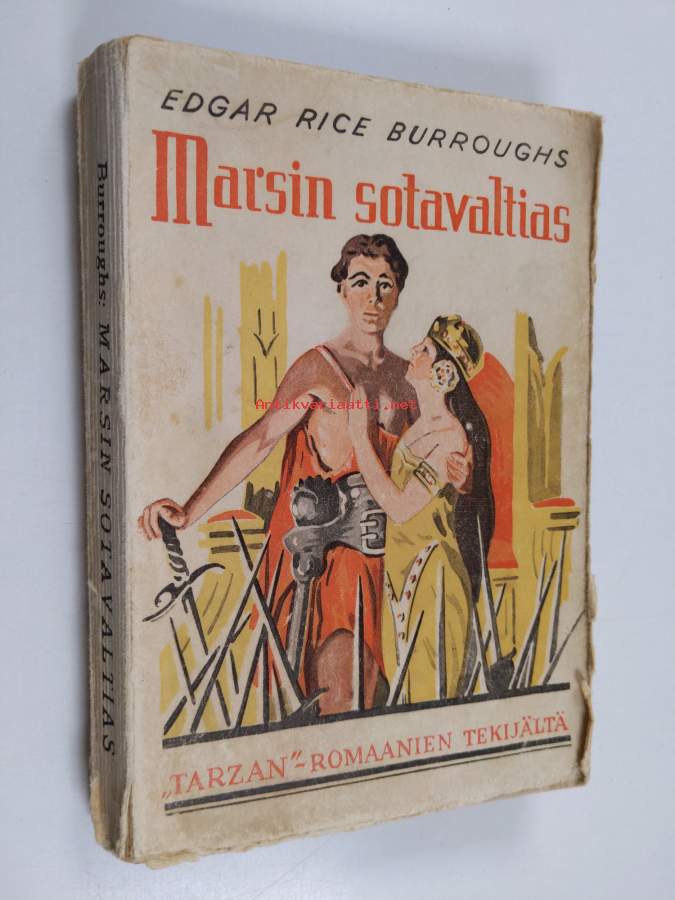 EDGAR RICE BURROUGHS
Marsin sotavaltias
Antikvariaatti.net
„TARZAN”-ROMAANIEN TEKIJÄLTÄ
Burroughs: MARSIN SOTAVALTIAS